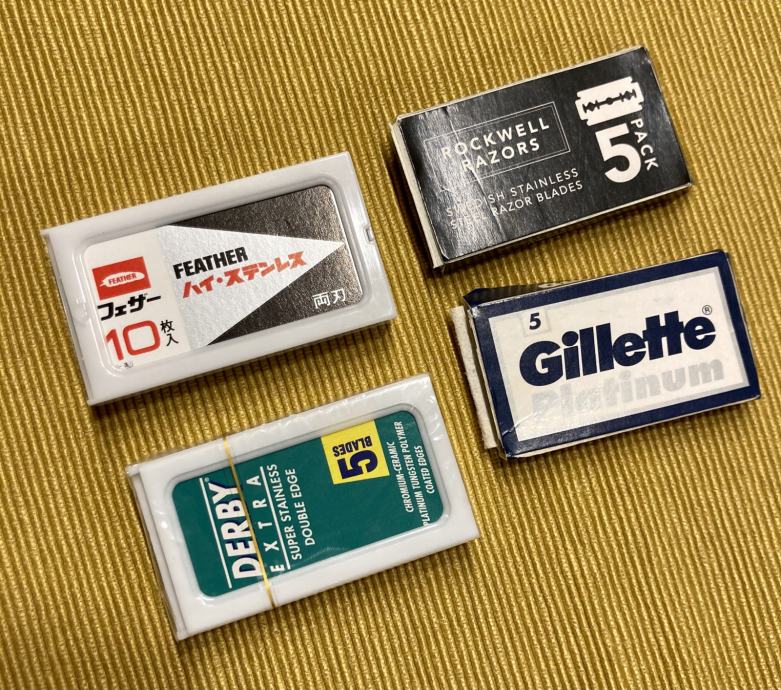 FEATHER
フェザー
10枚入
FEATHER
ハイ・ステンレス
両刃
ROCKWELL
RAZORS
SWEDISH STAINLESS
STEEL RAZOR BLADES
5
PACK
5
Gillette®
Platinum
DERBY®
EXTRA
SUPER STAINLESS
DOUBLE EDGE
5
BLADES
CHROMIUM-CERAMIC
PLATINUM TUNGSTEN POLYMER
COATED EDGES